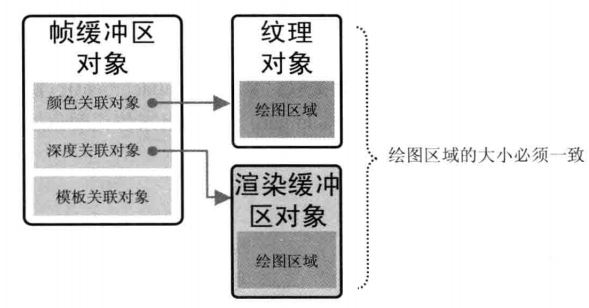 帧缓冲区
对象
颜色关联对象
深度关联对象
模板关联对象
纹理
对象
绘图区域
渲染缓冲
区对象
绘图区域
绘图区域的大小必须一致